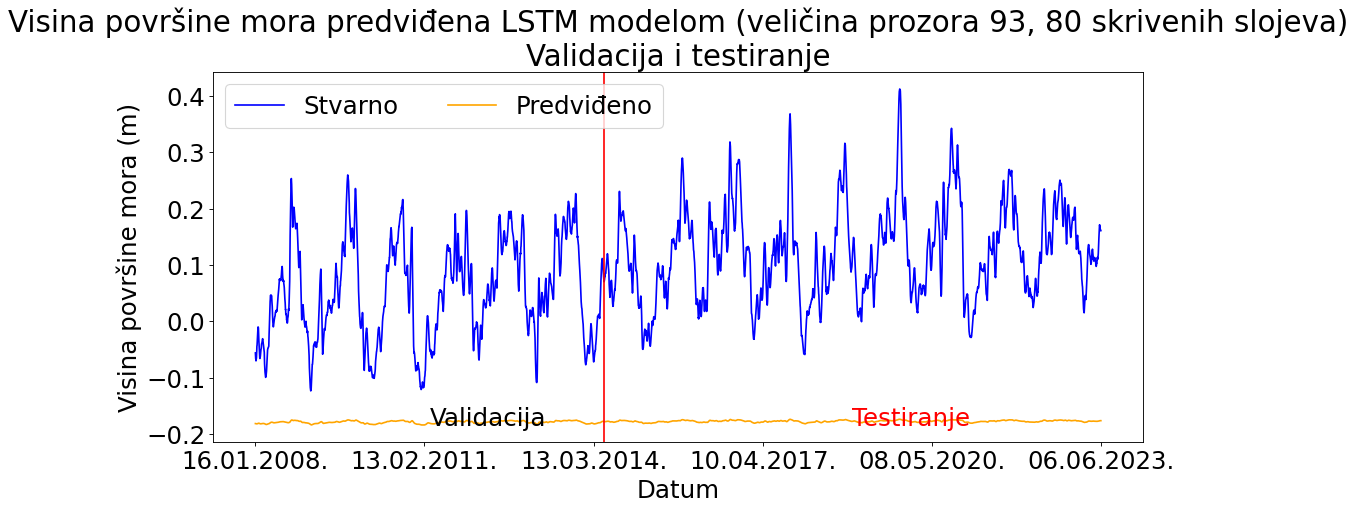 Visina površine mora predviđena LSTM modelom (veličina prozora 93, 80 skrivenih slojeva)
Validacija i testiranje
Stvarno
Predviđeno
Visina površine mora (m)
0.4
0.3
0.2
0.1
0.0
−0.1
−0.2
Validacija
Testiranje
16.01.2008.
13.02.2011.
13.03.2014.
10.04.2017.
08.05.2020.
06.06.2023.
Datum